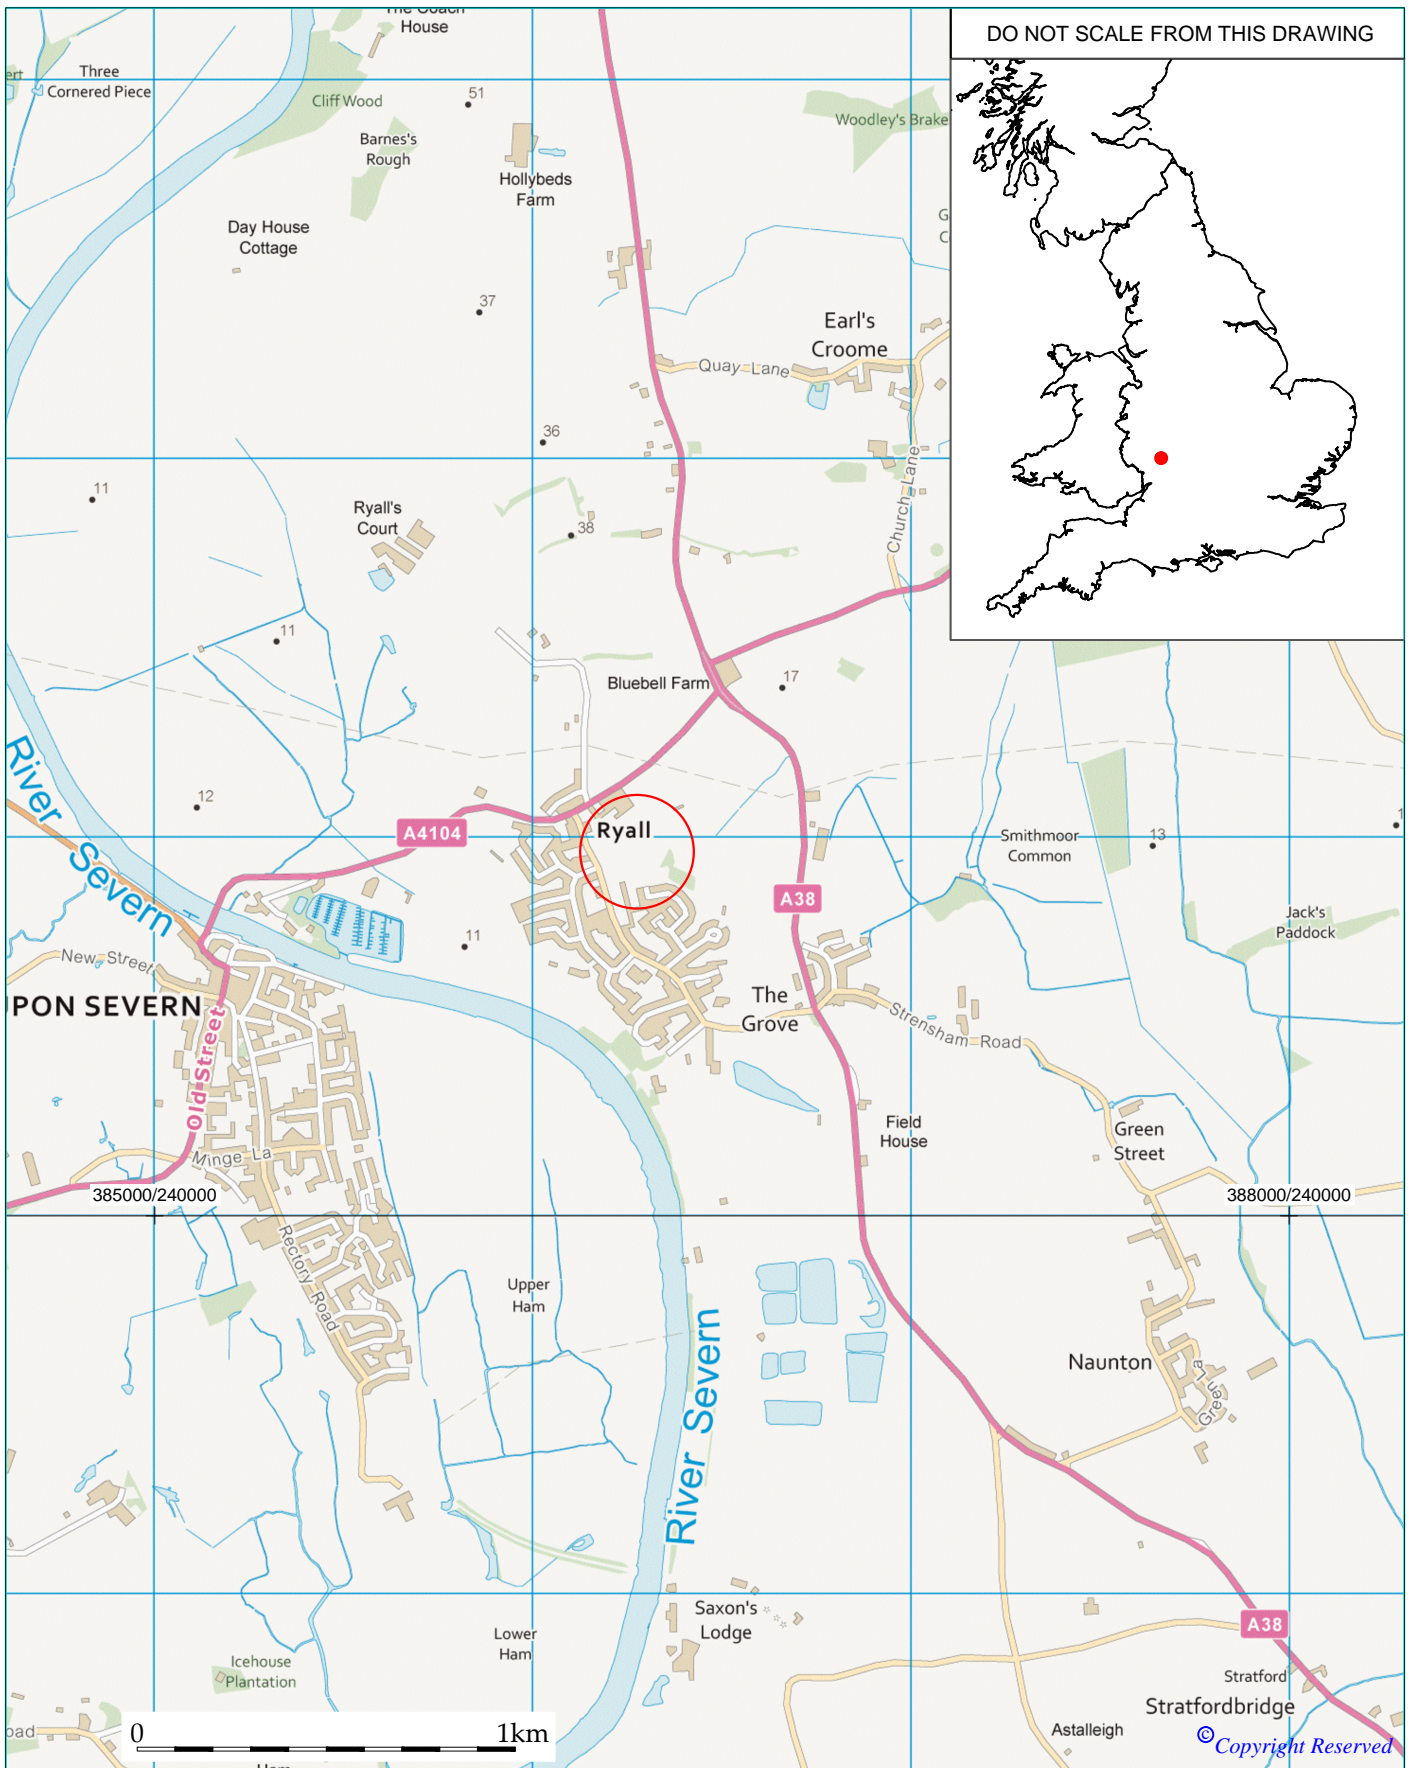 The Coach
House
DO NOT SCALE FROM THIS DRAWING
Three
Cornered Piece
Cliff Wood
51
Barnes's
Rough
Woodley's Brake
Hollybeds
Farm
Day House
Cottage
37
Earl's
Croome
Quay Lane
36
Church Lane
11
Ryall's
Court
38
11
Bluebell Farm
17
River Severn
12
A4104
Ryall
Smithmoor
Common
13
A38
Jack's
Paddock
11
New Street
UPON SEVERN
The
Grove
Strensham Road
Old Street
Field
House
Green
Street
Minge La
385000/240000
388000/240000
Rectory Road
Upper
Ham
River Severn
Naunton
Green La
Saxon's
Lodge
Lower
Ham
A38
Icehouse
Plantation
Stratford
Stratfordbridge
Astalleigh
0
1km
© Copyright Reserved
Ham